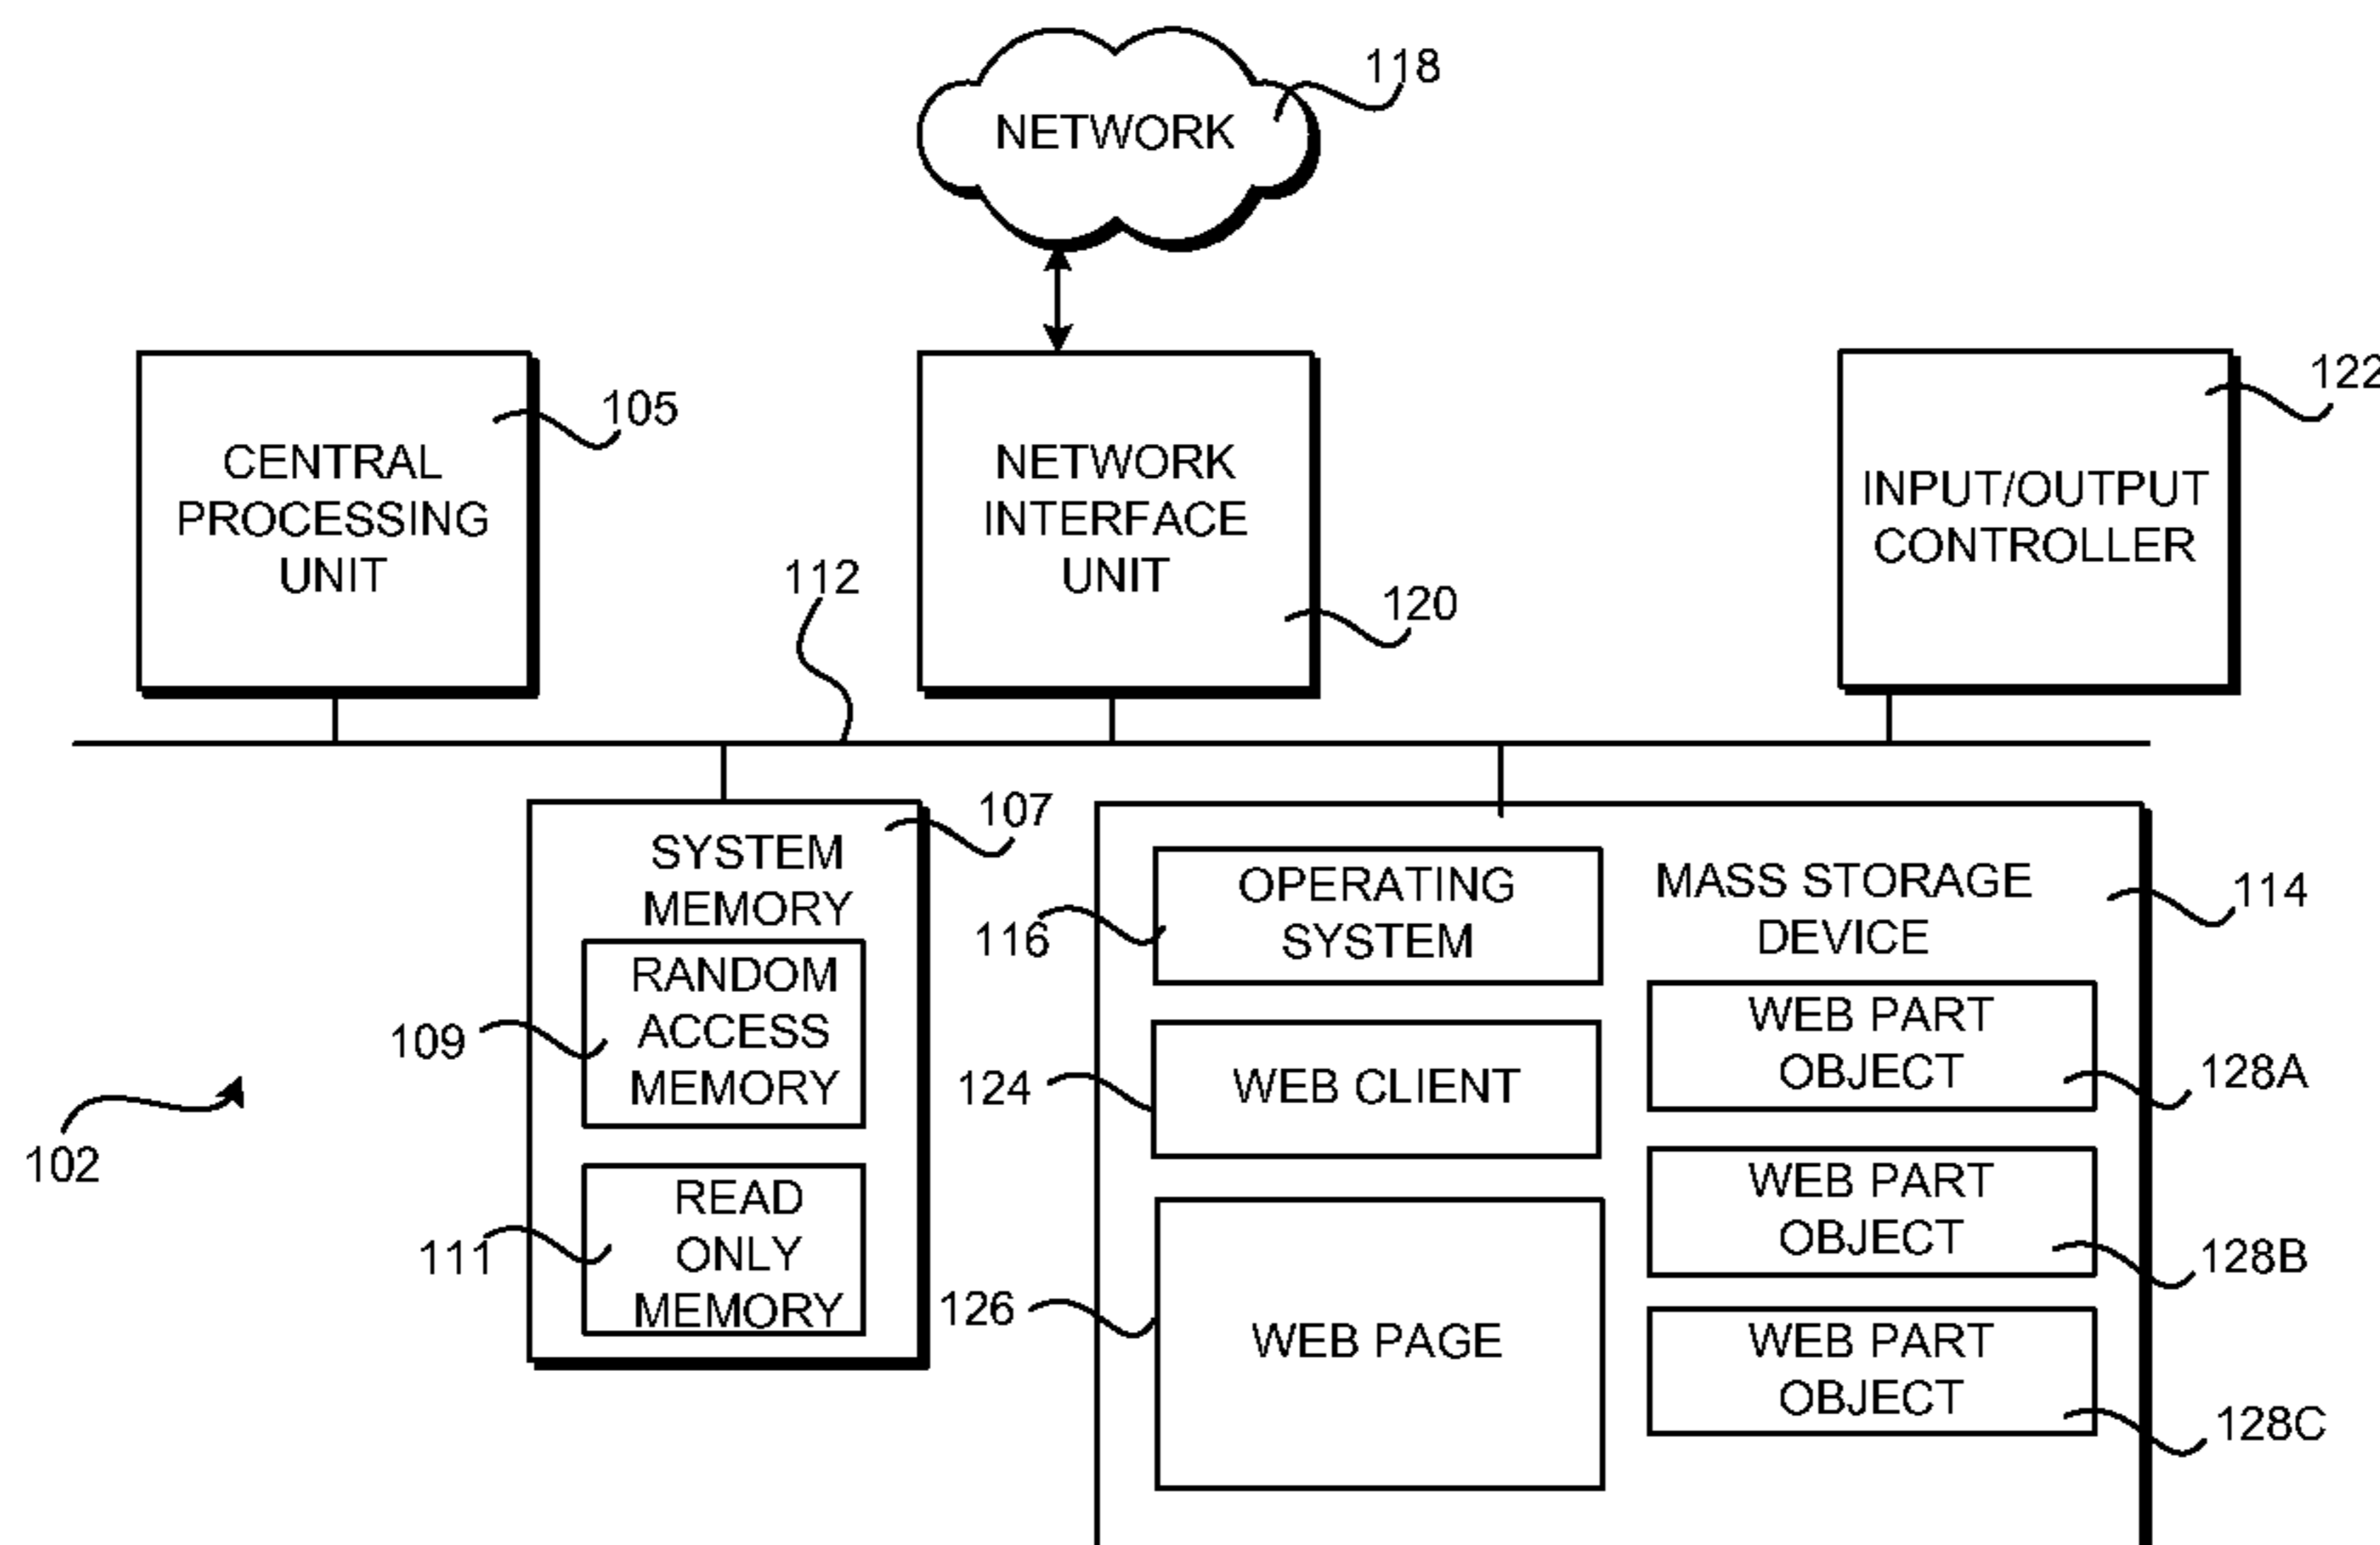 118
NETWORK
105
CENTRAL
PROCESSING
UNIT
NETWORK
INTERFACE
UNIT
120
122
INPUT/OUTPUT
CONTROLLER
112
107
SYSTEM
MEMORY
109
RANDOM
ACCESS
MEMORY
111
READ
ONLY
MEMORY
102
116
OPERATING
SYSTEM
MASS STORAGE
DEVICE
114
124
WEB CLIENT
WEB PART
OBJECT
128A
WEB PART
OBJECT
128B
126
WEB PAGE
WEB PART
OBJECT
128C